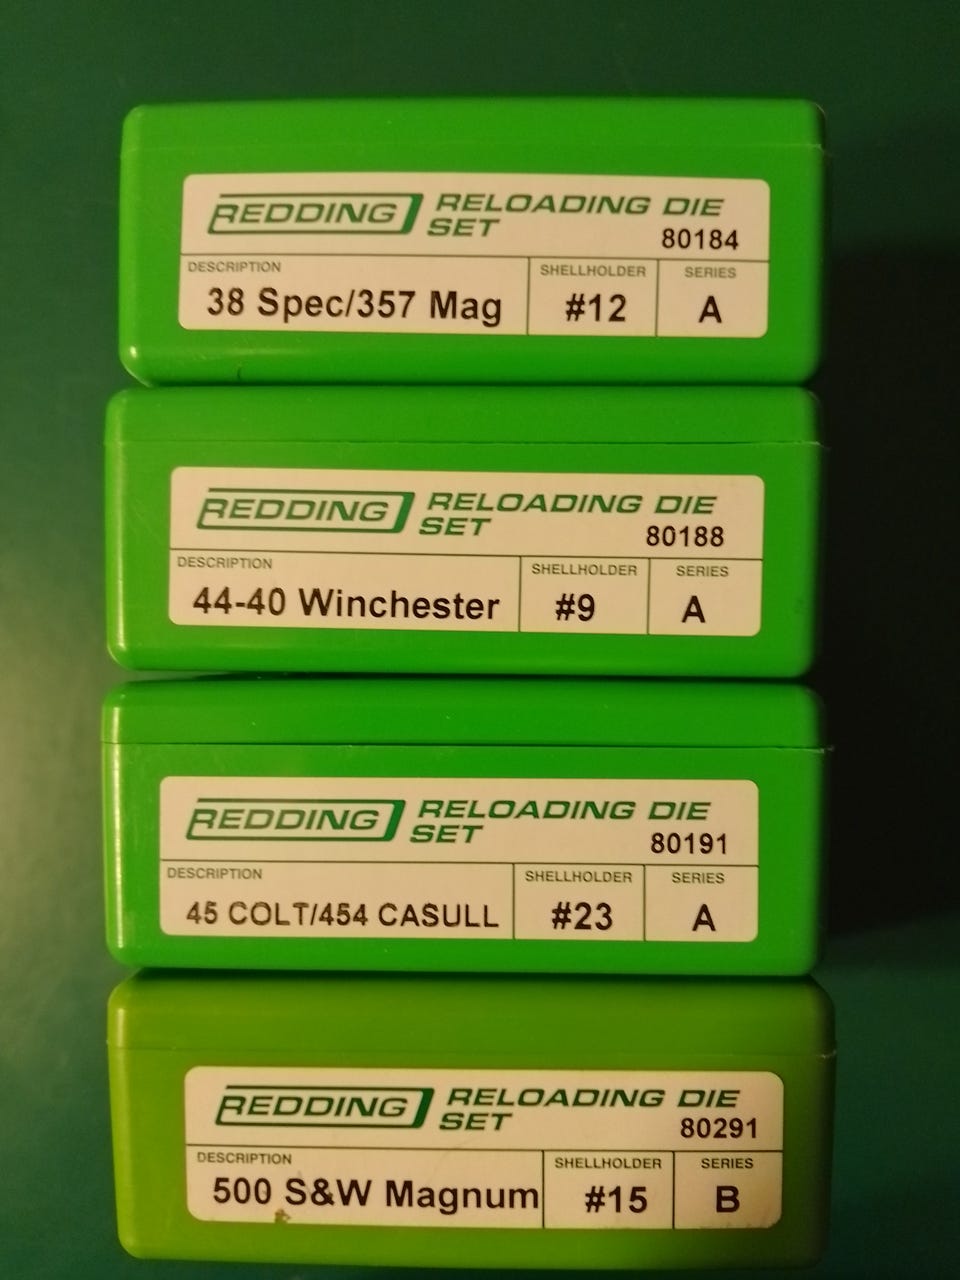 REDDING RELOADING DIE
SET
80184
DESCRIPTION SHELLHOLDER SERIES
38 Spec/357 Mag #12 A
REDDING RELOADING DIE
SET
80188
DESCRIPTION SHELLHOLDER SERIES
44-40 Winchester #9 A
REDDING RELOADING DIE
SET
80191
DESCRIPTION SHELLHOLDER SERIES
45 COLT/454 CASULL #23 A
REDDING RELOADING DIE
SET
80291
DESCRIPTION SHELLHOLDER SERIES
500 S&W Magnum #15 B